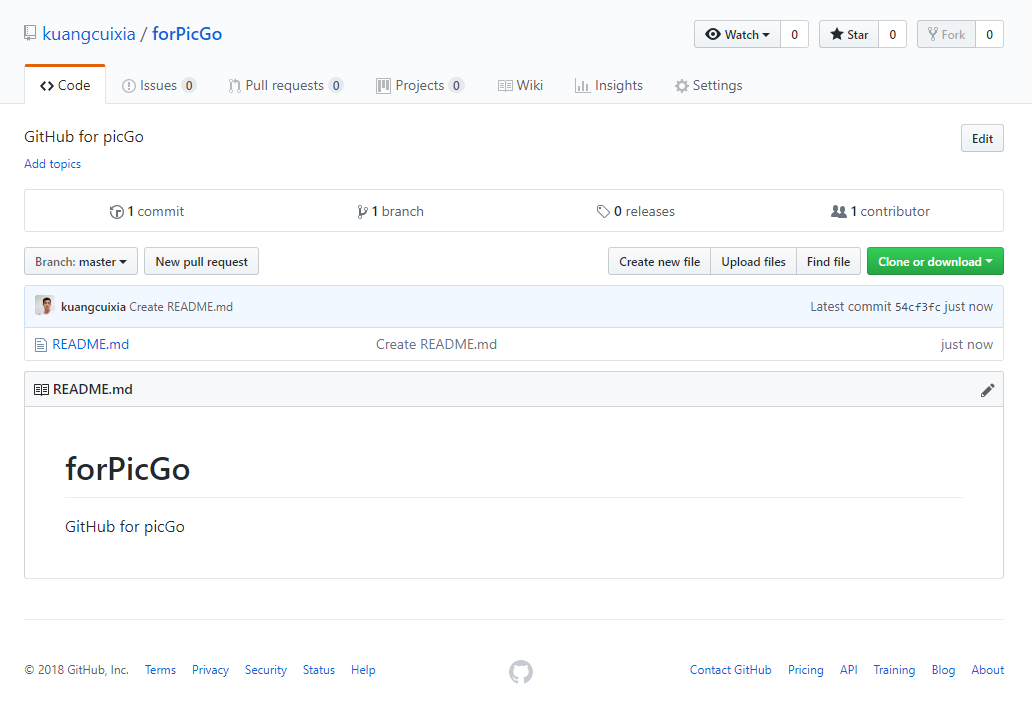 kuangcuixia / forPicGo
Watch 0 Star 0 Fork 0
Code Issues 0 Pull requests 0 Projects 0 Wiki Insights Settings
GitHub for picGo
Edit
Add topics
1 commit 1 branch 0 releases 1 contributor
Branch: master New pull request Create new file Upload files Find file Clone or download
kuangcuixia Create README.md Latest commit 54cf3fc just now
README.md Create README.md just now
README.md
forPicGo
GitHub for picGo
© 2018 GitHub, Inc. Terms Privacy Security Status Help Contact GitHub Pricing API Training Blog About